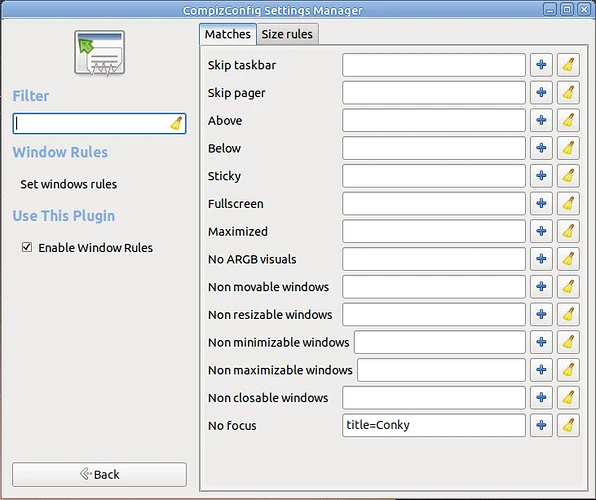 CompizConfig Settings Manager
Filter
Window Rules
Set windows rules
Use This Plugin
Enable Window Rules
Back
Matches
Size rules
Skip taskbar
Skip pager
Above
Below
Sticky
Fullscreen
Maximized
No ARGB visuals
Non movable windows
Non resizable windows
Non minimizable windows
Non maximizable windows
Non closable windows
No focus title=Conky